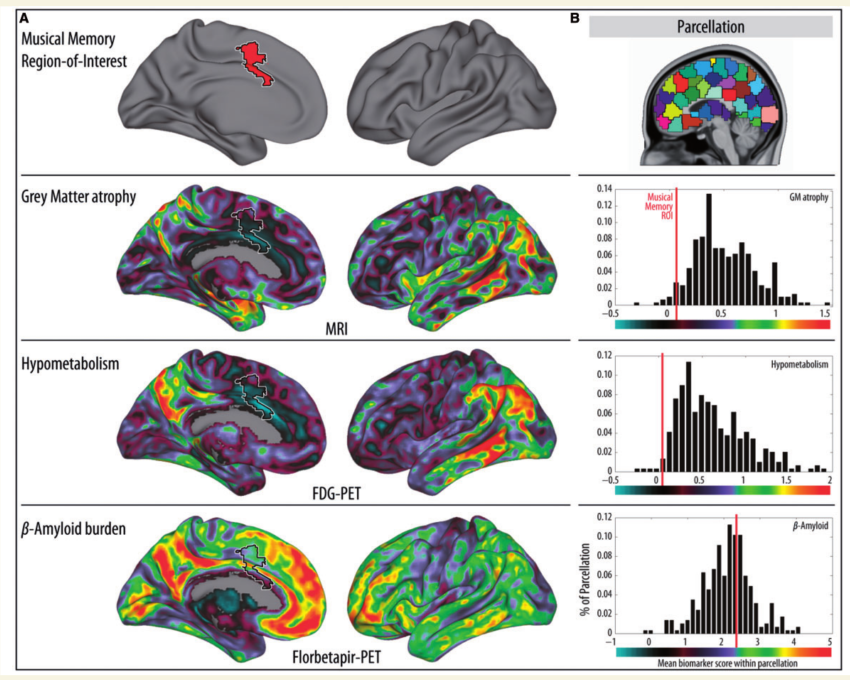 A
B
Musical Memory
Region-of-Interest
Parcellation
Grey Matter atrophy
MRI
0.14
0.12
0.10
0.08
0.06
0.04
0.02
0
Musical
Memory
ROI
GM atrophy
−0.5 0 0.5 1 1.5
Hypometabolism
FDG-PET
0.12
0.10
0.08
0.06
0.04
0.02
0
Hypometabolism
−0.5 0 0.5 1 1.5 2
β-Amyloid burden
Florbetapir-PET
% of Parcellation
0.12
0.10
0.08
0.06
0.04
0.02
0
β-Amyloid
−1 0 1 2 3 4 5
Mean biomarker score within parcellation